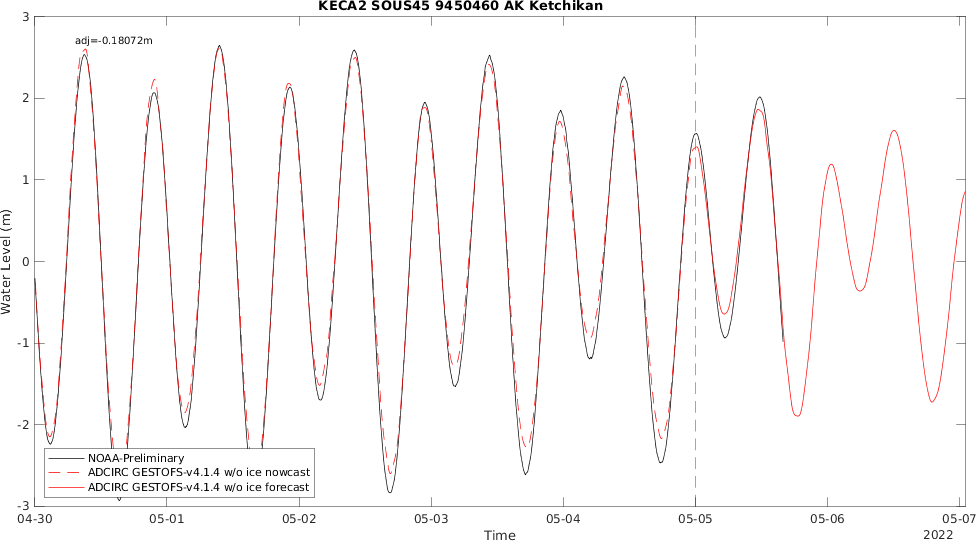 KECA2 SOUS45 9450460 AK Ketchikan
adj=-0.18072m
3
2
1
0
-1
-2
-3
Water Level (m)
NOAA-Preliminary
ADCIRC GESTOFS-v4.1.4 w/o ice nowcast
ADCIRC GESTOFS-v4.1.4 w/o ice forecast
04-30 05-01 05-02 05-03 05-04 05-05 05-06 05-07
Time
2022